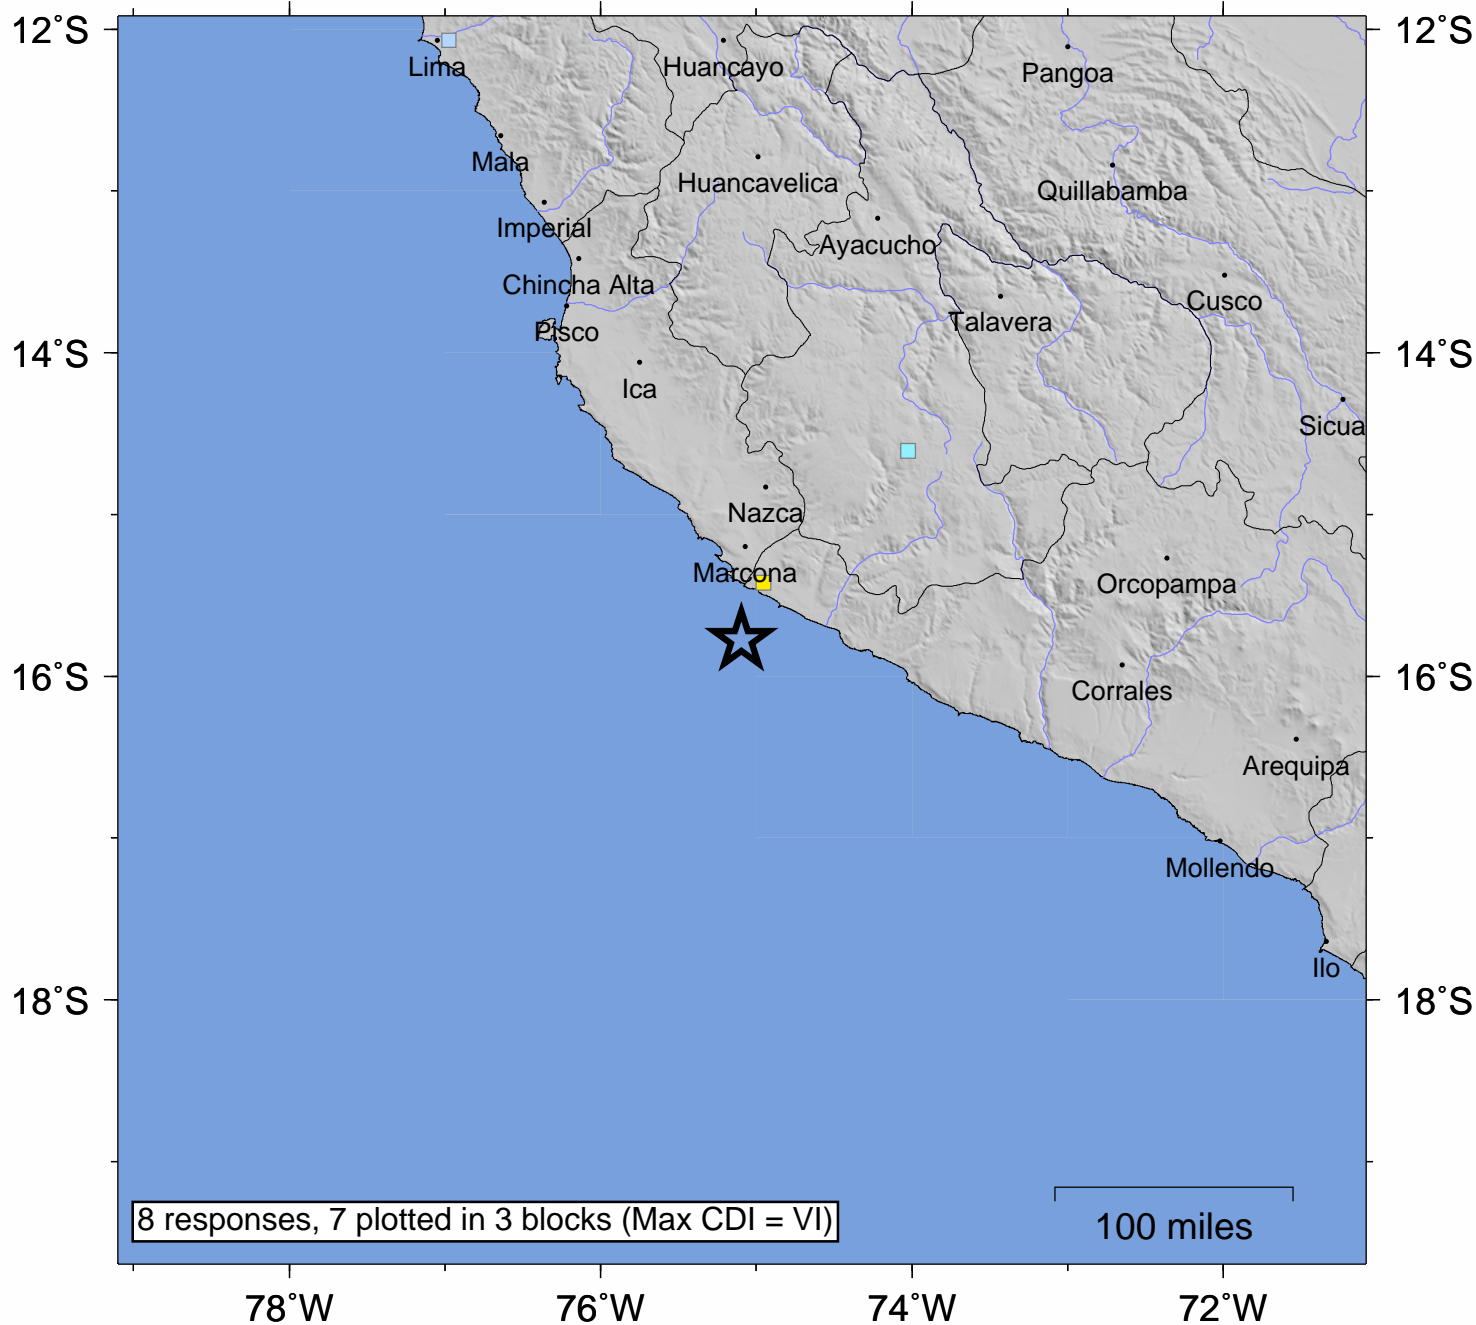 12˚S
12˚S
Lima
Huancayo
Pangoa
Mala
Huancavelica
Quillabamba
Imperial
Ayacucho
Chincha Alta
Cusco
Pisco
Talavera
14˚S
14˚S
Ica
Sicua
Nazca
Marcona
Orcopampa
16˚S
16˚S
Corrales
Arequipa
Mollendo
Ilo
18˚S
18˚S
8 responses, 7 plotted in 3 blocks (Max CDI = VI)
100 miles
78˚W
76˚W
74˚W
72˚W